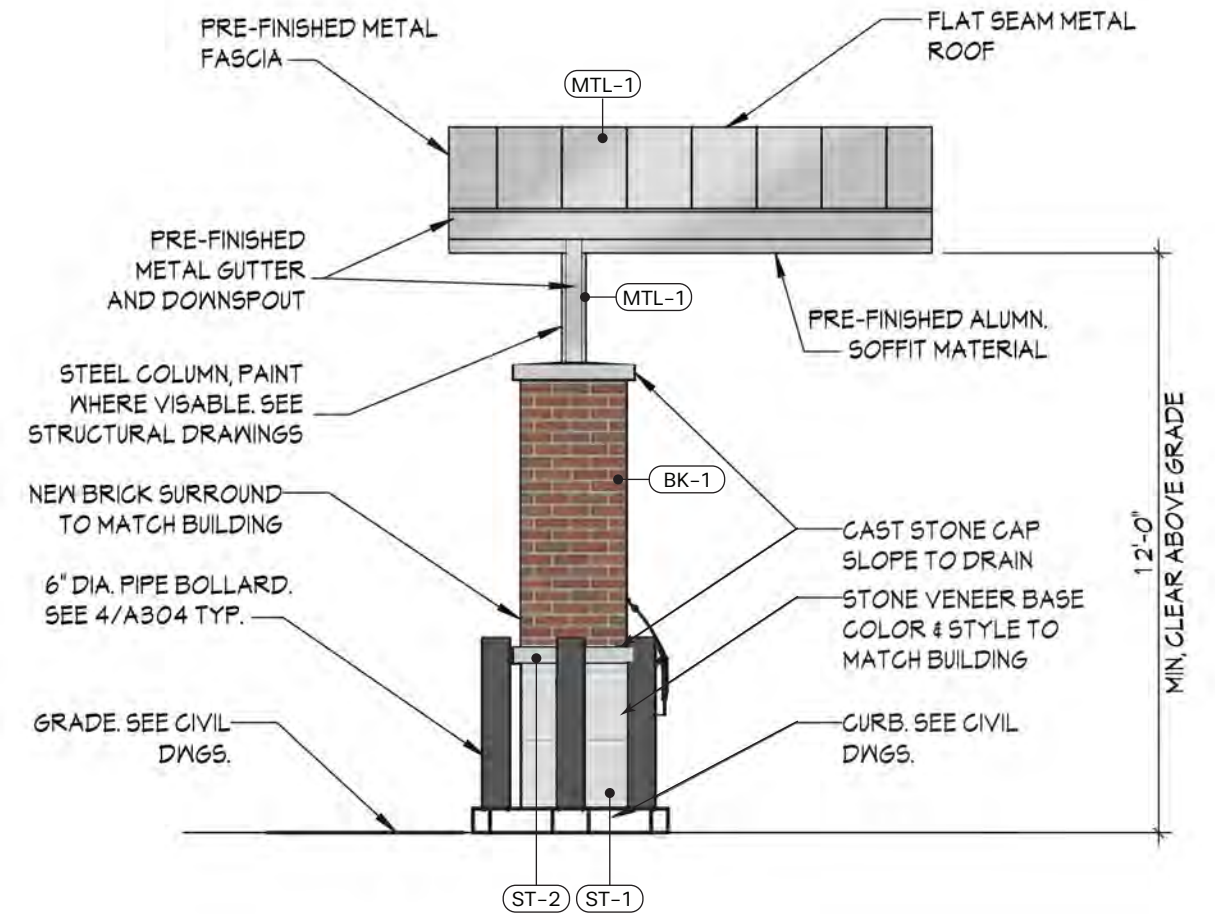 PRE-FINISHED METAL
FASCIA
FLAT SEAM METAL
ROOF
MTL-1
PRE-FINISHED
METAL GUTTER
AND DOWNSPOUT
MTL-1
PRE-FINISHED ALUMN.
SOFFIT MATERIAL
STEEL COLUMN, PAINT
WHERE VISABLE. SEE
STRUCTURAL DRAWINGS
NEW BRICK SURROUND
TO MATCH BUILDING
BK-1
6" DIA. PIPE BOLLARD.
SEE 4/A304 TYP.
CAST STONE CAP
SLOPE TO DRAIN
STONE VENEER BASE
COLOR & STYLE TO
MATCH BUILDING
12'-0"
MIN, CLEAR ABOVE GRADE
GRADE. SEE CIVIL
DWGS.
CURB. SEE CIVIL
DWGS.
ST-2
ST-1